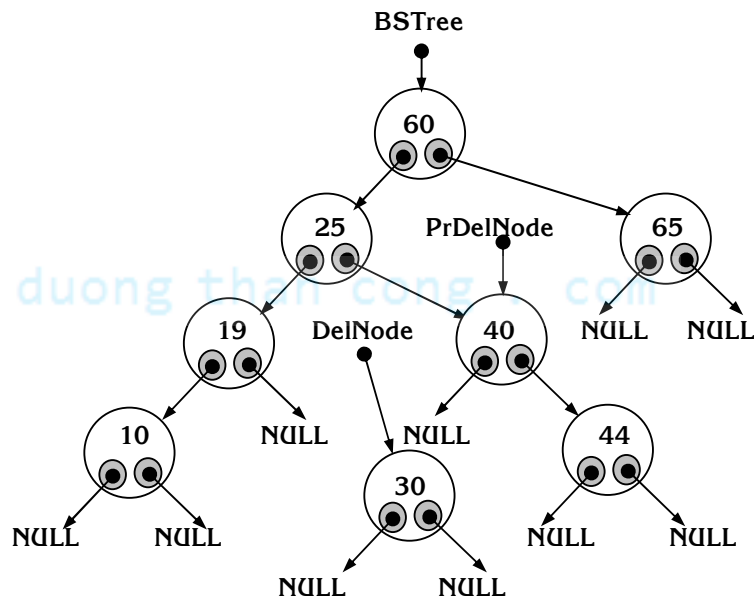 BSTree
60
25
PrDelNode
65
duong than cong . com
19
DelNode
40
NULL
NULL
10
NULL
NULL
44
30
NULL
NULL
NULL
NULL
NULL
NULL